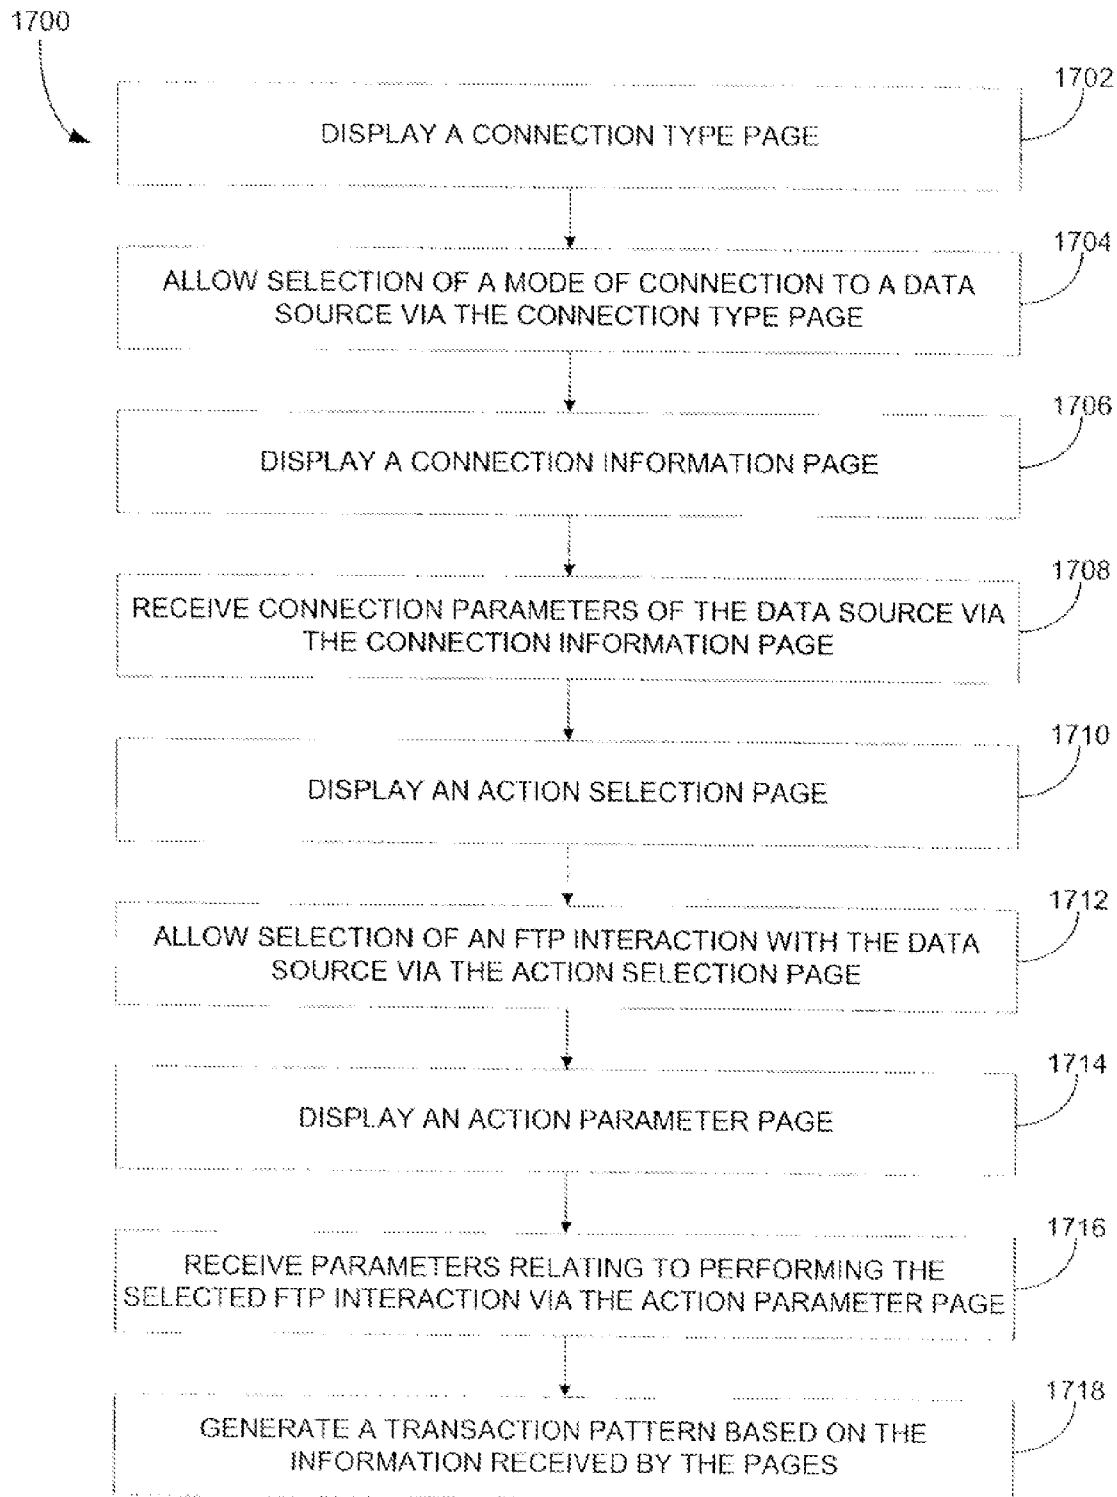 1700
1702
DISPLAY A CONNECTION TYPE PAGE
1704
ALLOW SELECTION OF A MODE OF CONNECTION TO A DATA
SOURCE VIA THE CONNECTION TYPE PAGE
1706
DISPLAY A CONNECTION INFORMATION PAGE
1708
RECEIVE CONNECTION PARAMETERS OF THE DATA SOURCE VIA
THE CONNECTION INFORMATION PAGE
1710
DISPLAY AN ACTION SELECTION PAGE
1712
ALLOW SELECTION OF AN FTP INTERACTION WITH THE DATA
SOURCE VIA THE ACTION SELECTION PAGE
1714
DISPLAY AN ACTION PARAMETER PAGE
1716
RECEIVE PARAMETERS RELATING TO PERFORMING THE
SELECTED FTP INTERACTION VIA THE ACTION PARAMETER PAGE
1718
GENERATE A TRANSACTION PATTERN BASED ON THE
INFORMATION RECEIVED BY THE PAGES